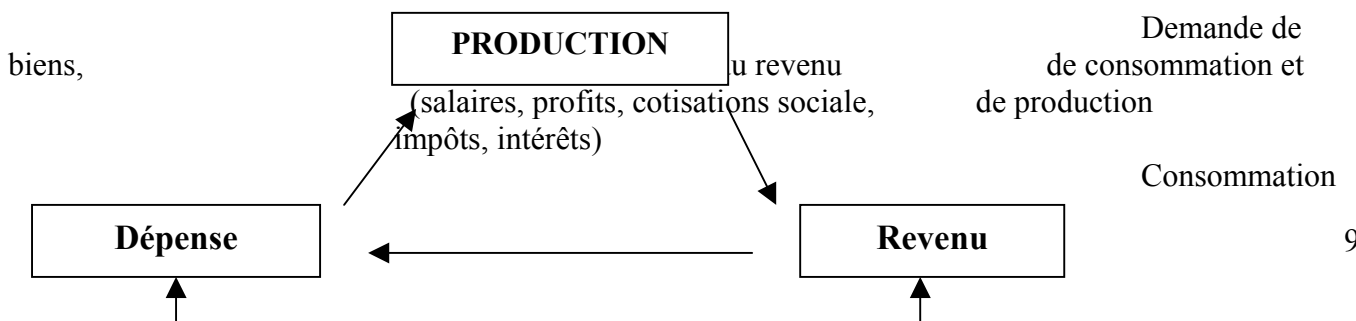 Demande de
PRODUCTION
biens, u revenu de consommation et
(salaires, profits, cotisations sociale, de production
impôts, intérêts)
Consommation
Dépense Revenu 9